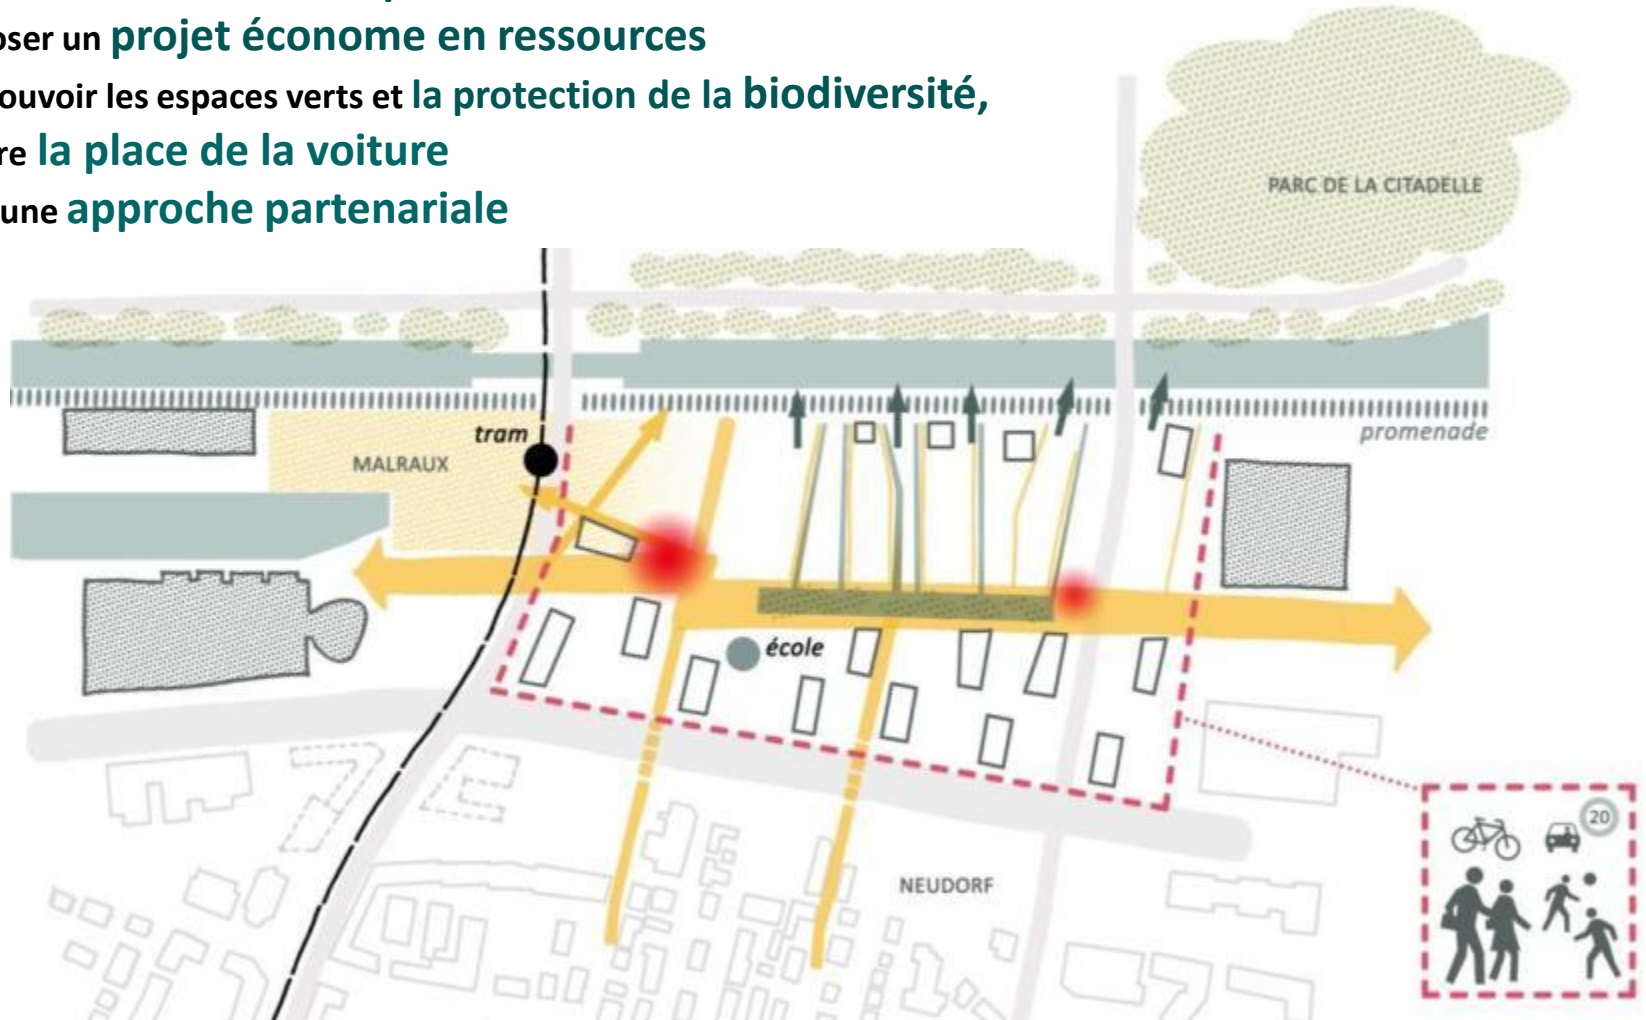 oser un projet économe en ressources
ouvoir les espaces verts et la protection de la biodiversité,
re la place de la voiture
une approche partenariale
PARC DE LA CITADELLE
tram
MALRAUX
promenade
école
20
NEUDORF